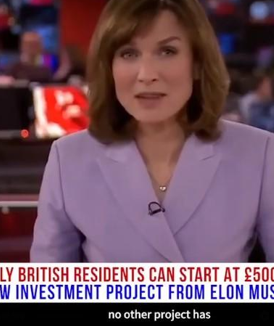 LY BRITISH RESIDENTS CAN START AT £500
W INVESTMENT PROJECT FROM ELON MUS
no other project has